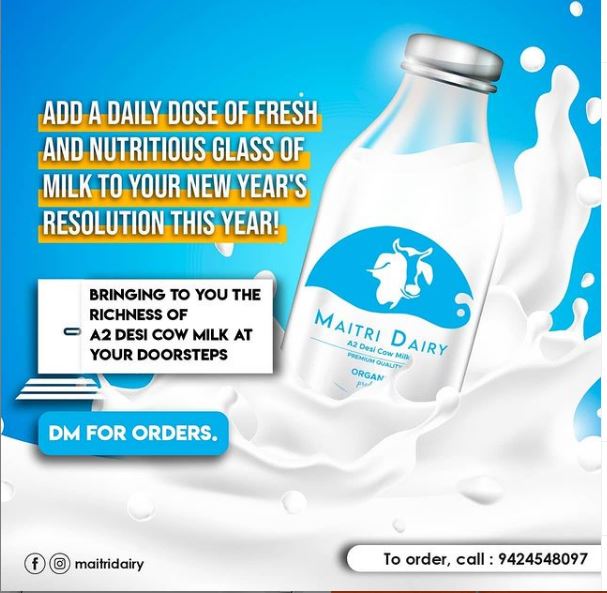 ADD A DAILY DOSE OF FRESH
AND NUTRITIOUS GLASS OF
MILK TO YOUR NEW YEAR'S
RESOLUTION THIS YEAR!
BRINGING TO YOU THE
RICHNESS OF
A2 DESI COW MILK AT
YOUR DOORSTEPS
DM FOR ORDERS.
MAITRI DAIRY
A2 Desi Cow Milk
PREMIUM QUALITY
ORGAN
maitridairy
To order, call : 9424548097